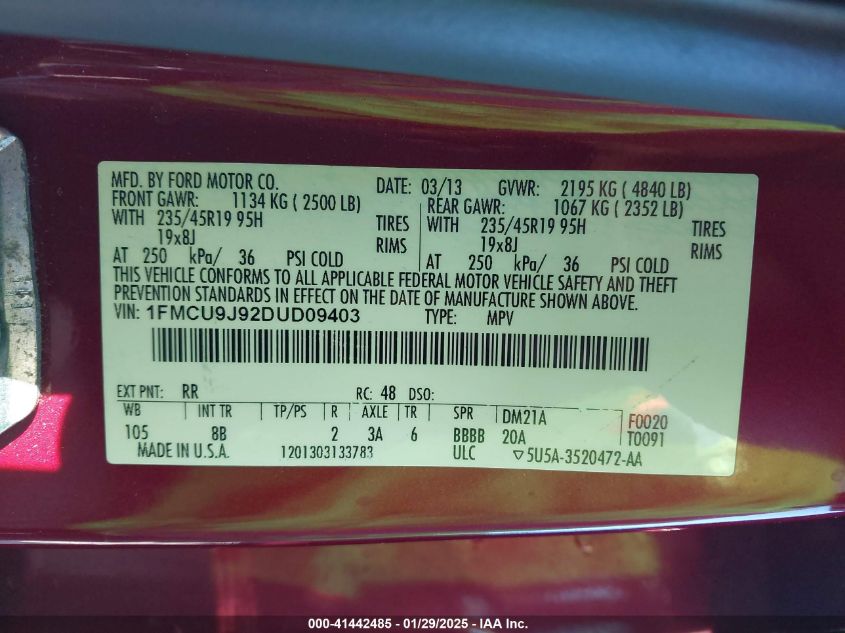 MFD. BY FORD MOTOR CO. DATE: 03/13 GVWR: 2195 KG ( 4840 LB)
FRONT GAWR: 1134 KG ( 2500 LB) REAR GAWR: 1067 KG ( 2352 LB)
WITH 235/45R19 95H TIRES WITH 235/45R19 95H TIRES
19x8J RIMS 19x8J RIMS
AT 250 kPa/ 36 PSI COLD AT 250 kPa/ 36 PSI COLD
THIS VEHICLE CONFORMS TO ALL APPLICABLE FEDERAL MOTOR VEHICLE SAFETY AND THEFT
PREVENTION STANDARDS IN EFFECT ON THE DATE OF MANUFACTURE SHOWN ABOVE.
VIN: 1FMCU9J92DUD09403 TYPE: MPV
EXT PNT: RR RC: 48 DSO:
WB INT TR TP/PS R AXLE TR SPR DM21A F0020
105 8B 2 3A 6 BBBB 20A T0091
MADE IN U.S.A. 1201303133783 ULC ▽5U5A-3520472-AA
000-41442485 - 01/29/2025 - IAA Inc.